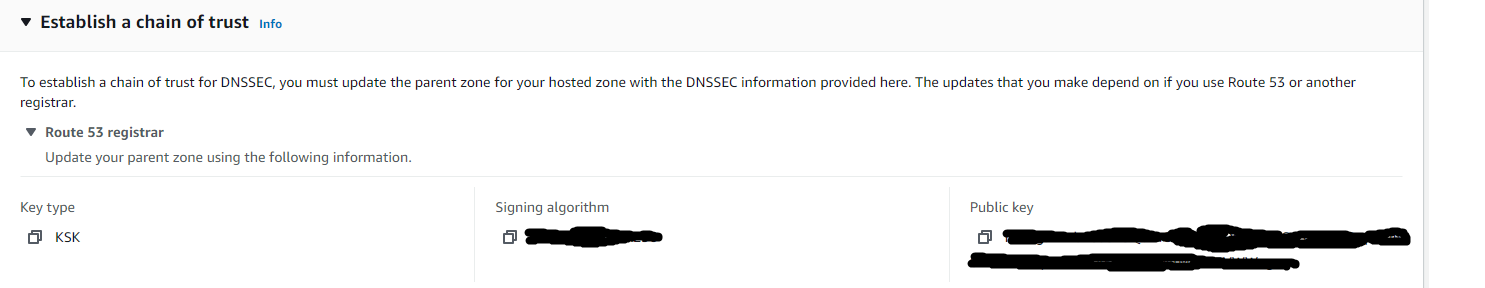 Establish a chain of trust Info
To establish a chain of trust for DNSSEC, you must update the parent zone for your hosted zone with the DNSSEC information provided here. The updates that you make depend on if you use Route 53 or another
registrar.
Route 53 registrar
Update your parent zone using the following information.
Key type
Signing algorithm
Public key
KSK